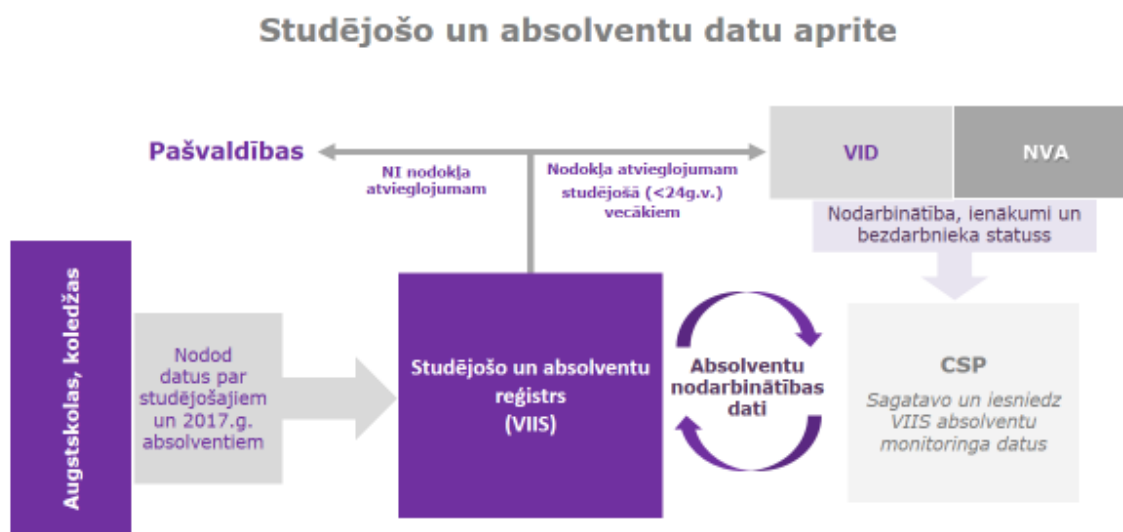 Studējošo un absolventu datu aprite
Pašvaldības
NI nodokļa
atvieglojumam
Nodokļa atvieglojumam
studējošā (<24g.v.)
vecākiem
VID
NVA
Nodarbinātība, ienākumi un
bezdarbnieka statuss
Augstskolas, koledžas
Nodod
datus par
studējošajiem
un 2017.g.
absolventiem
Studējošo un absolventu
reģistrs
(VIIS)
Absolventu
nodarbinātības
dati
CSP
Sagatavo un iesniedz
VIIS absolventu
monitoringa datus